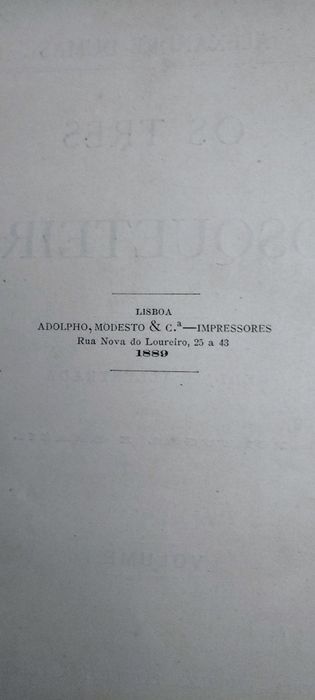 LISBOA
ADOLPHO, MODESTO & C.ª—IMPRESSORES
Rua Nova do Loureiro, 25 a 43
1889